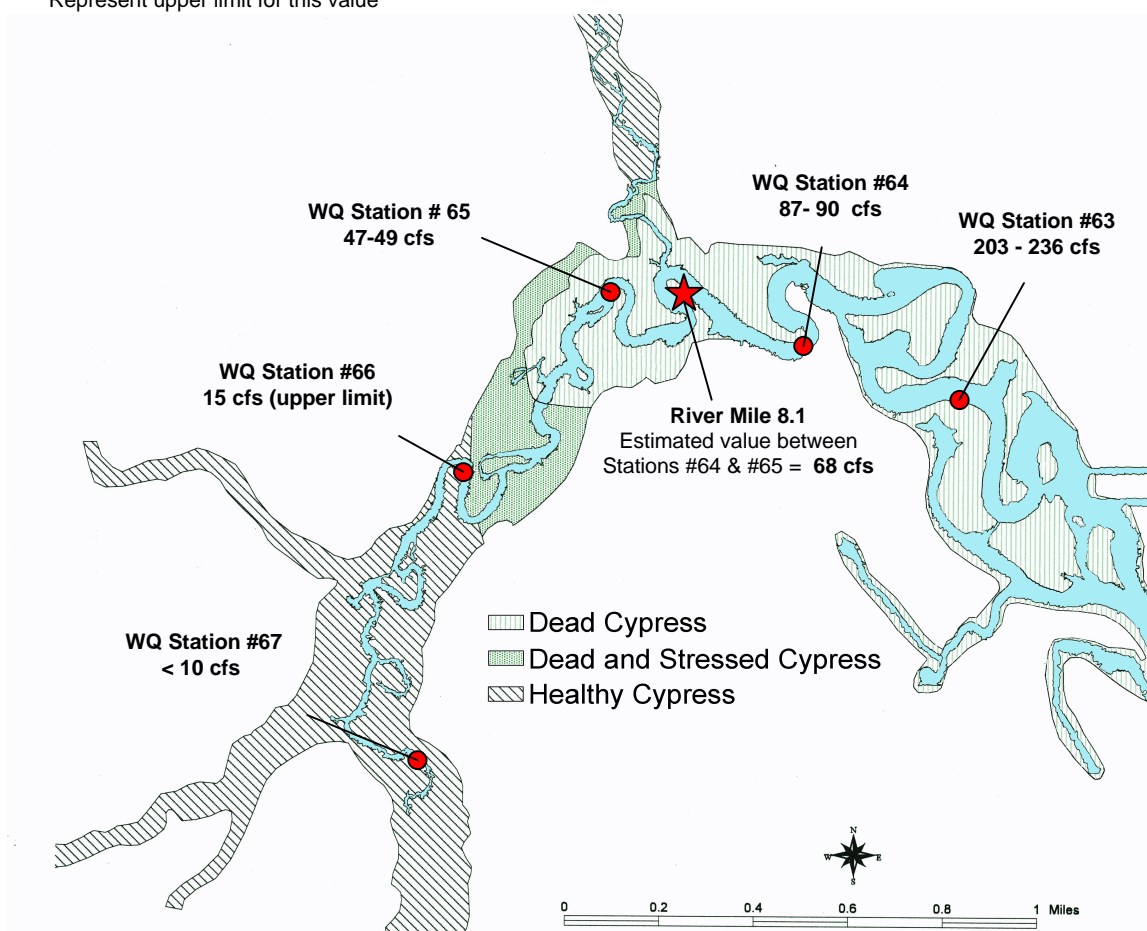 Represent upper limit for this value
WQ Station #64
87- 90 cfs
WQ Station # 65
47-49 cfs
WQ Station #63
203 - 236 cfs
WQ Station #66
15 cfs (upper limit)
River Mile 8.1
Estimated value between
Stations #64 & #65 = 68 cfs
WQ Station #67
< 10 cfs
Dead Cypress
Dead and Stressed Cypress
Healthy Cypress
N
W E
S
0 0.2 0.4 0.6 0.8 1 Miles